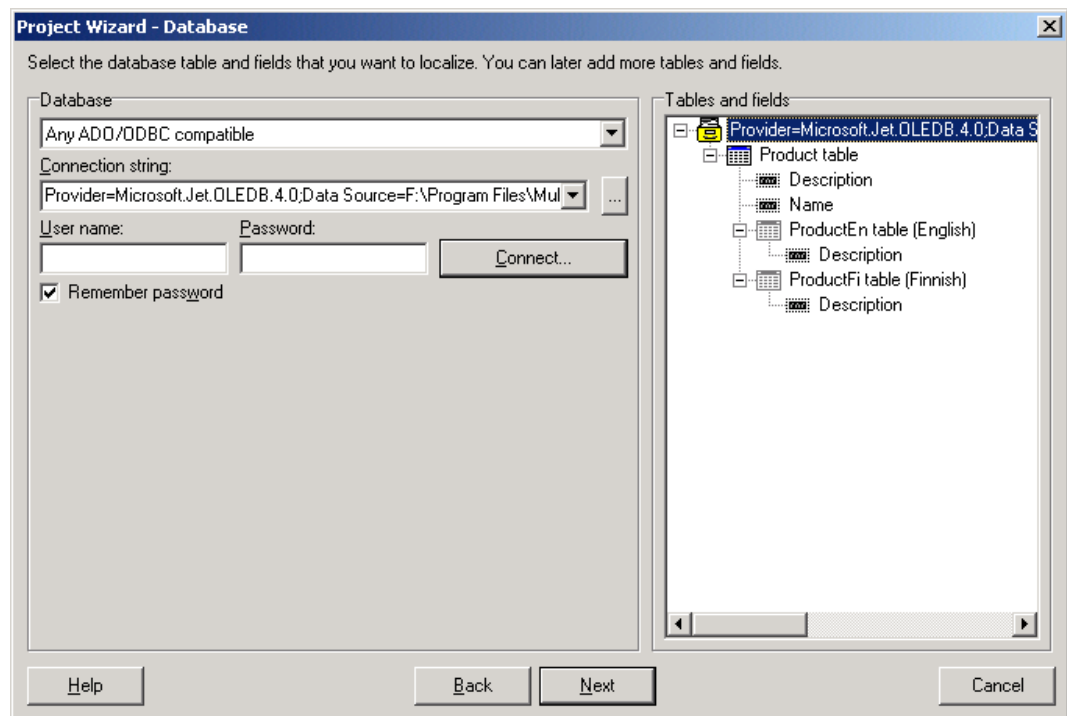 Project Wizard - Database
Select the database table and fields that you want to localize. You can later add more tables and fields.
Database
Any ADO/ODBC compatible
Connection string:
Provider=Microsoft.Jet.OLEDB.4.0;Data Source=F:\Program Files\Mul
...
User name:
Password:
Connect...
Remember password
Tables and fields
Provider=Microsoft.Jet.OLEDB.4.0;Data S
Product table
Description
Name
ProductEn table (English)
Description
ProductFi table (Finnish)
Description
Help
Back
Next
Cancel